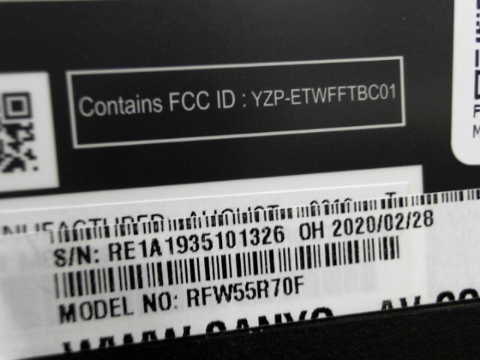 Contains FCC ID : YZP-ETWFFTBC01
S/N: RE1A1935101326 OH 2020/02/28
MODEL NO: RFW55R70F